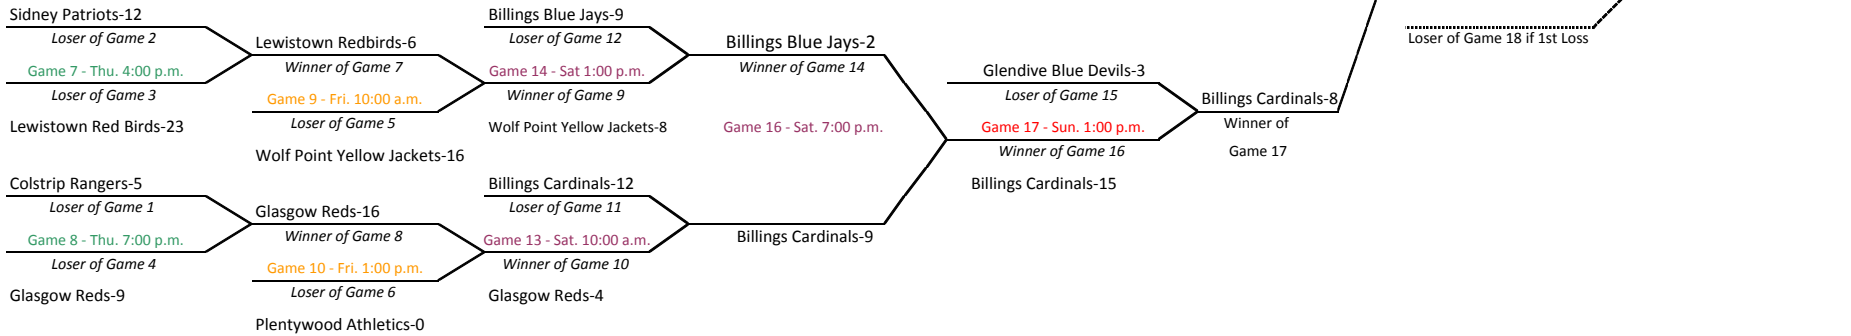 Sidney Patriots-12
Loser of Game 2
Game 7 - Thu. 4:00 p.m.
Loser of Game 3
Lewistown Red Birds-23
Colstrip Rangers-5
Loser of Game 1
Game 8 - Thu. 7:00 p.m.
Loser of Game 4
Glasgow Reds-9
Lewistown Redbirds-6
Winner of Game 7
Game 9 - Fri. 10:00 a.m.
Loser of Game 5
Wolf Point Yellow Jackets-16
Glasgow Reds-16
Winner of Game 8
Game 10 - Fri. 1:00 p.m.
Loser of Game 6
Plentywood Athletics-0
Billings Blue Jays-9
Loser of Game 12
Game 14 - Sat 1:00 p.m.
Winner of Game 9
Wolf Point Yellow Jackets-8
Billings Cardinals-12
Loser of Game 11
Game 13 - Sat. 10:00 a.m.
Winner of Game 10
Glasgow Reds-4
Billings Blue Jays-2
Winner of Game 14
Game 16 - Sat. 7:00 p.m.
Billings Cardinals-9
Glendive Blue Devils-3
Loser of Game 15
Game 17 - Sun. 1:00 p.m.
Winner of Game 16
Billings Cardinals-15
Billings Cardinals-8
Winner of
Game 17
Loser of Game 18 if 1st Loss